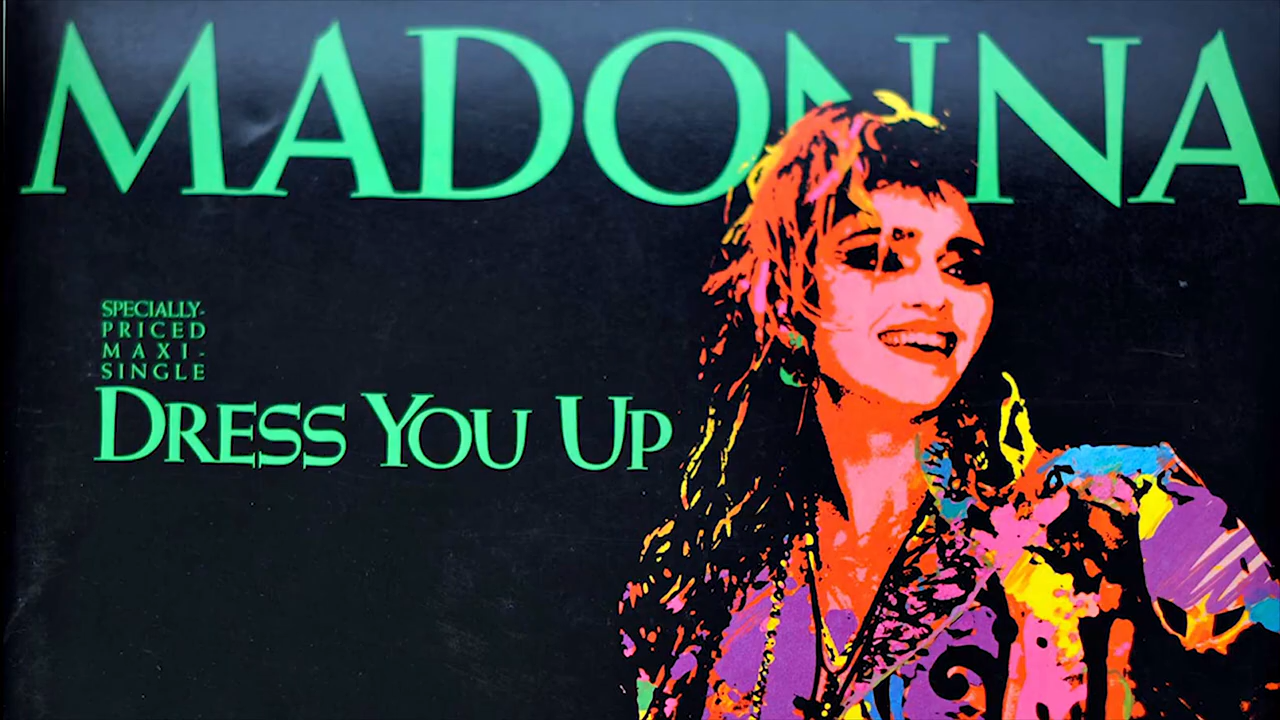 MADONNA
SPECIALLY-
PRICED
MAXI-
SINGLE
DRESS YOU UP